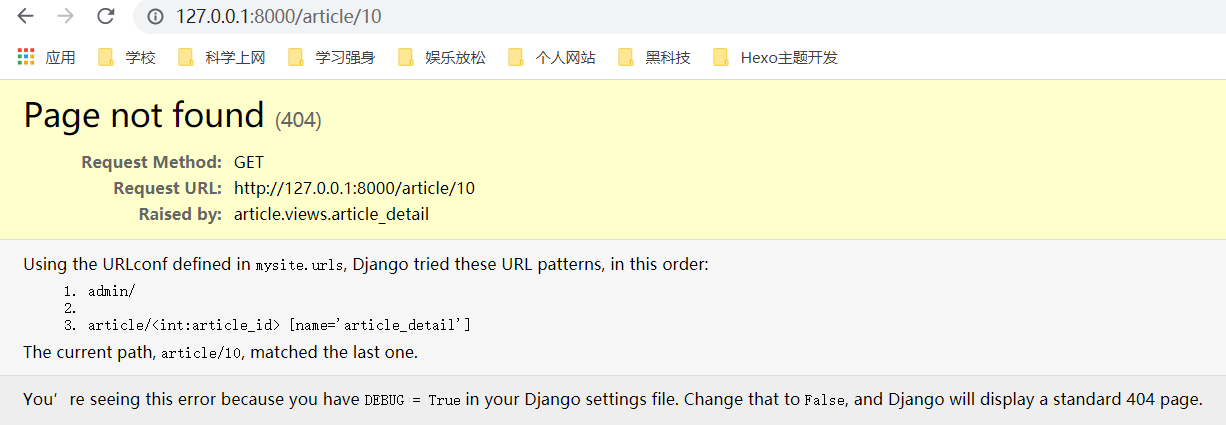 127.0.0.1:8000/article/10
应用 学校 科学上网 学习强身 娱乐放松 个人网站 黑科技 Hexo主题开发
Page not found (404)
Request Method: GET
Request URL: http://127.0.0.1:8000/article/10
Raised by: article.views.article_detail
Using the URLconf defined in mysite.urls, Django tried these URL patterns, in this order:
1. admin/
2.
3. article/<int:article_id> [name='article_detail']
The current path, article/10, matched the last one.
You’re seeing this error because you have DEBUG = True in your Django settings file. Change that to False, and Django will display a standard 404 page.